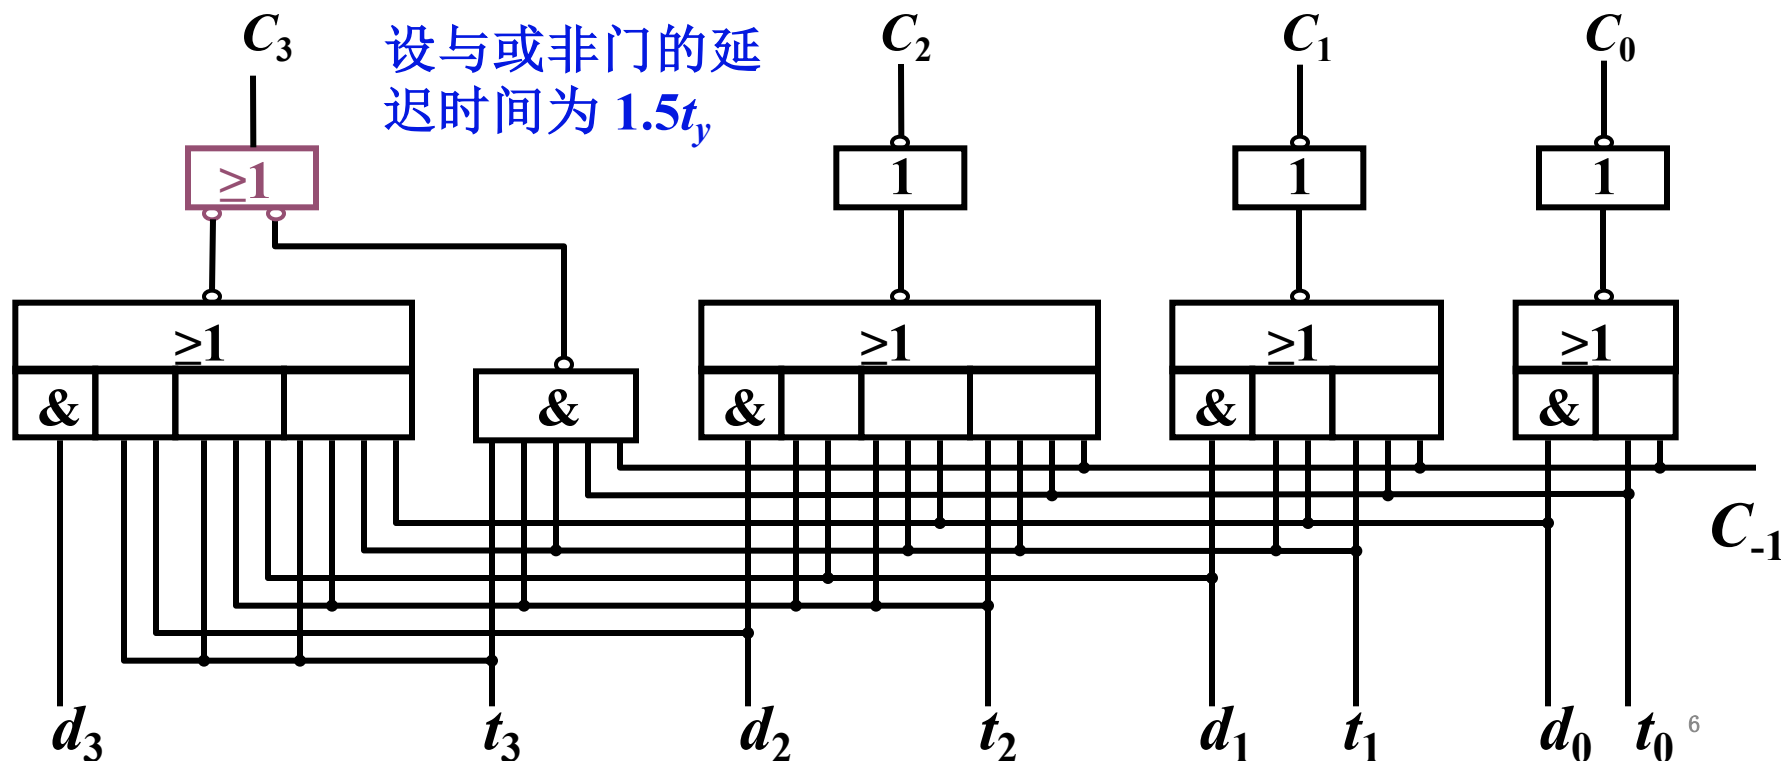 C₃ C₂ C₁ C₀
设与或非门的延
迟时间为 1.5tᵧ
≥1 1 1 1
≥1 ≥1 ≥1 ≥1
& & & & &
C₋₁
d₃ t₃ d₂ t₂ d₁ t₁ d₀ t₀ 6